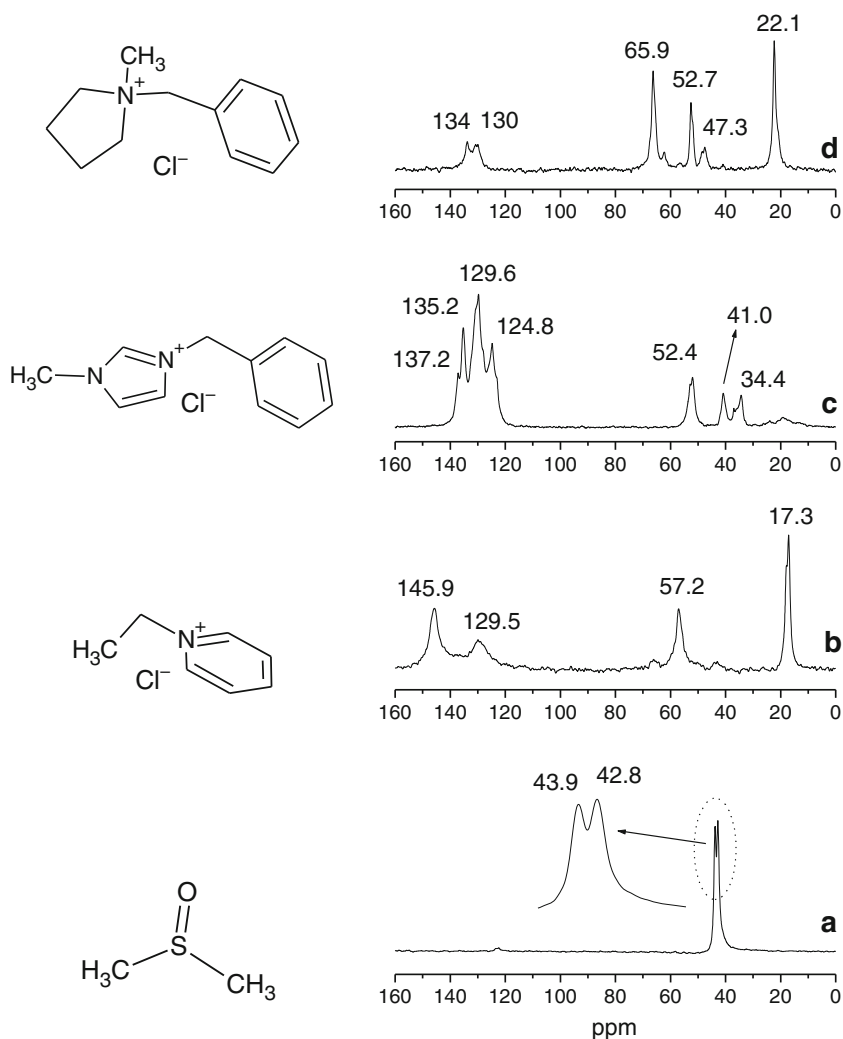 CH₃
N⁺
Cl⁻
22.1
65.9
52.7
134 130
47.3
d
160 140 120 100 80 60 40 20 0
129.6
135.2
41.0
124.8
137.2
52.4
34.4
H₃C N N⁺
Cl⁻
c
160 140 120 100 80 60 40 20 0
17.3
145.9
57.2
129.5
H₃C N⁺
Cl⁻
b
160 140 120 100 80 60 40 20 0
43.9 42.8
O
S
H₃C CH₃
a
160 140 120 100 80 60 40 20 0
ppm